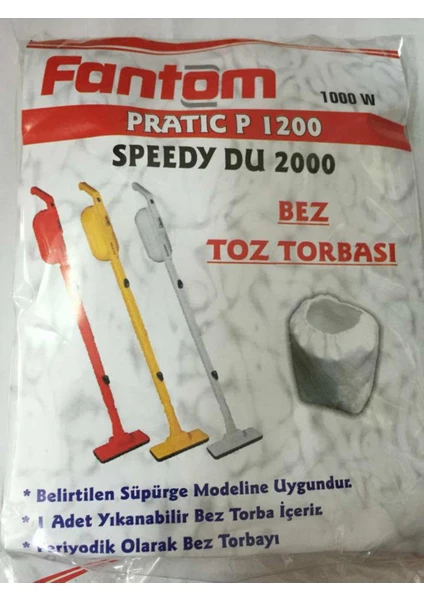 Fantom
1000 W
PRATIC P 1200
SPEEDY DU 2000
BEZ
TOZ TORBASI
* Belirtilen Süpürge Modeline Uygundur.
* 1 Adet Yıkanabilir Bez Torba İçerir.
* Periyodik Olarak Bez Torbayı